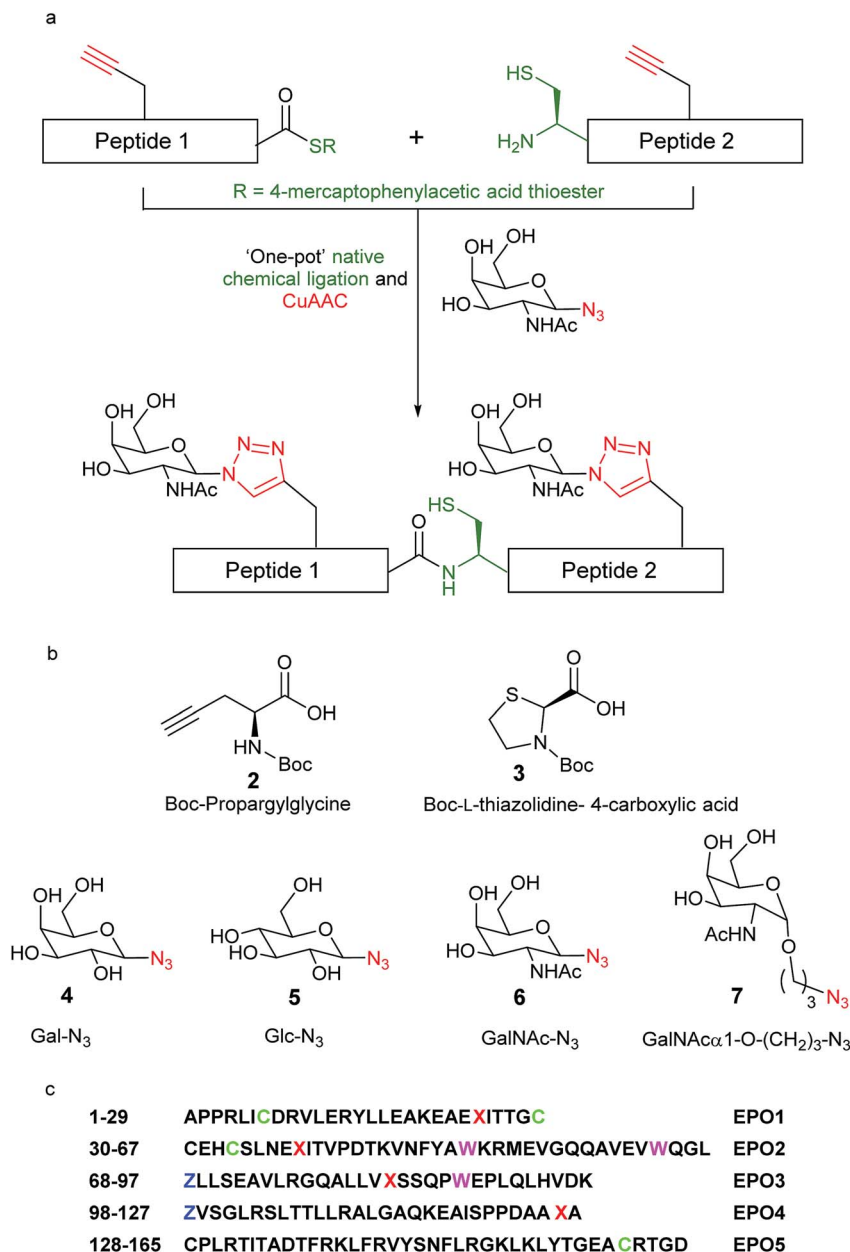 a
HS
O
SR
H₂N
Peptide 1
+
Peptide 2
R = 4-mercaptophenylacetic acid thioester
'One-pot' native
chemical ligation and
CuAAC
OH OH
O
HO N₃
NHAc
OH OH OH OH
O N N O N N
HO N HO N
NHAc NHAc
HS
O
Peptide 1 N Peptide 2
H
b
O O
S
OH OH
HN N
Boc Boc
2 3
Boc-Propargylglycine Boc-L-thiazolidine- 4-carboxylic acid
OH OH OH OH OH OH OH
O O O O
HO N₃ HO HO N₃ HO N₃ HO
OH OH NHAc AcHN O
4 5 6 7 ( )₃ N₃
Gal-N₃ Glc-N₃ GalNAc-N₃ GalNAcα1-O-(CH₂)₃-N₃
c
1-29 APPRLICDRVLERYLLEAKEAEXITTGC EPO1
30-67 CEHCSLNEXITVPDTKVNFYAWKRMEVGQQAVEVWQGL EPO2
68-97 ZLLSEAVLRGQALLVXSSQPWEPLQLHVDK EPO3
98-127 ZVSGLRSLTTLLRALGAQKEAISPPDAAXA EPO4
128-165 CPLRTITADTFRKLFRVYSNFLRGKLKLYTGEACRTGD EPO5